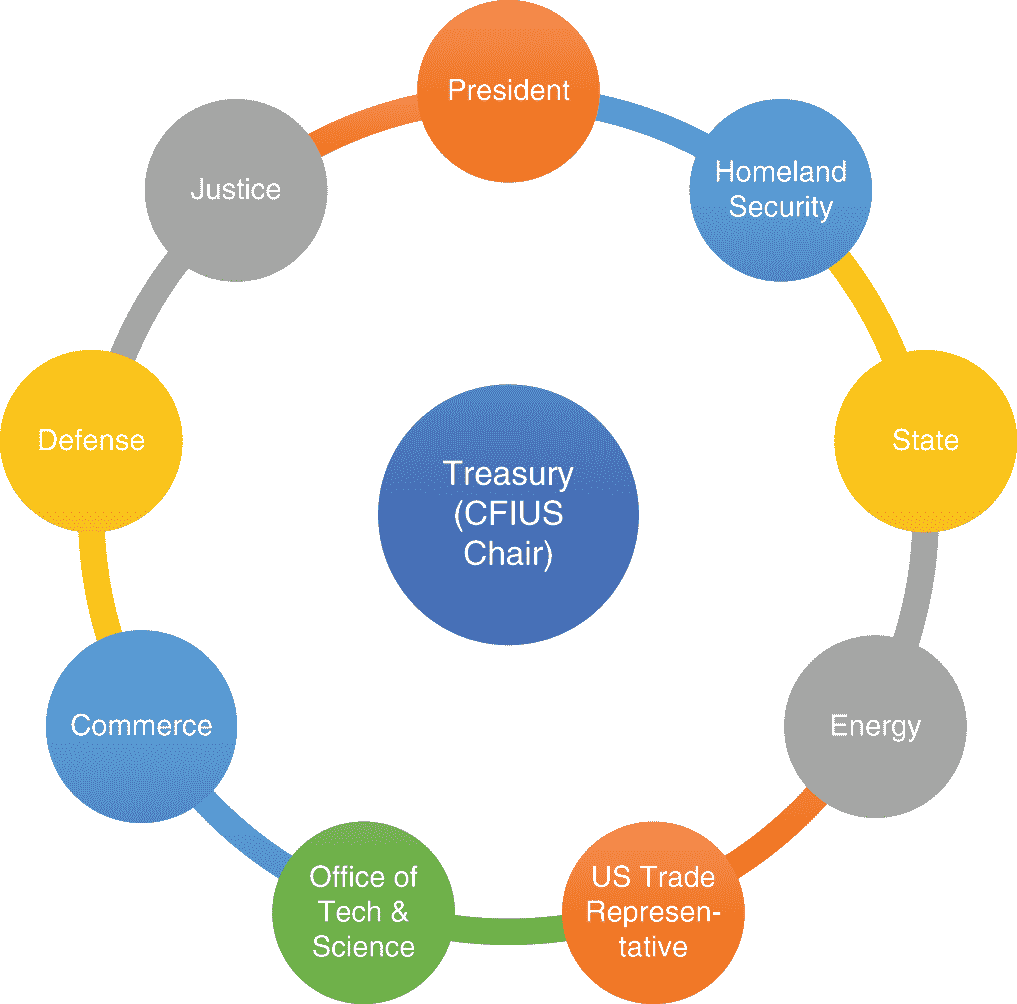 President
Homeland
Security
Justice
Defense
State
Treasury
(CFIUS
Chair)
Commerce
Energy
Office of
Tech &
Science
US Trade
Represen-
tative